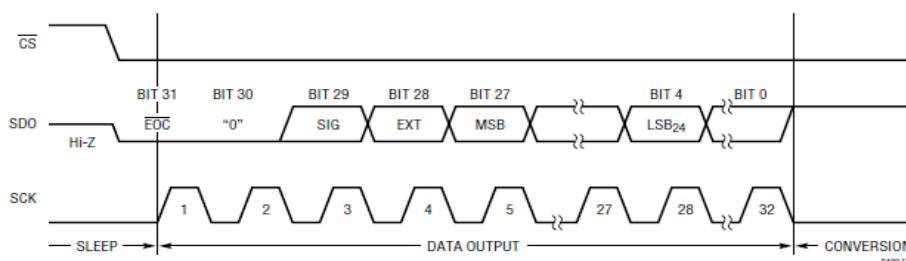 CS
BIT 31 BIT 30 BIT 29 BIT 28 BIT 27 BIT 4 BIT 0
SDO EOC "0" SIG EXT MSB LSB24
Hi-Z
SCK
1 2 3 4 5 27 28 32
SLEEP DATA OUTPUT CONVERSION